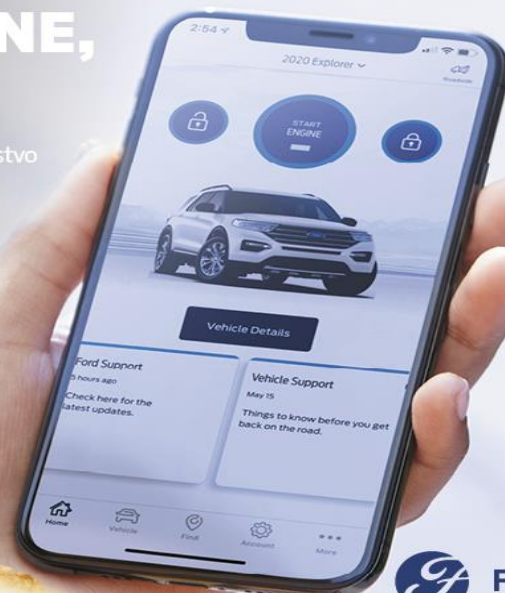 NE,
stvo
2:54
2020 Explorer
Roadside
START
ENGINE
Vehicle Details
Ford Support
5 hours ago
Check here for the
latest updates.
Vehicle Support
May 15
Things to know before you get
back on the road.
Home
Vehicle
Find
Account
More
F